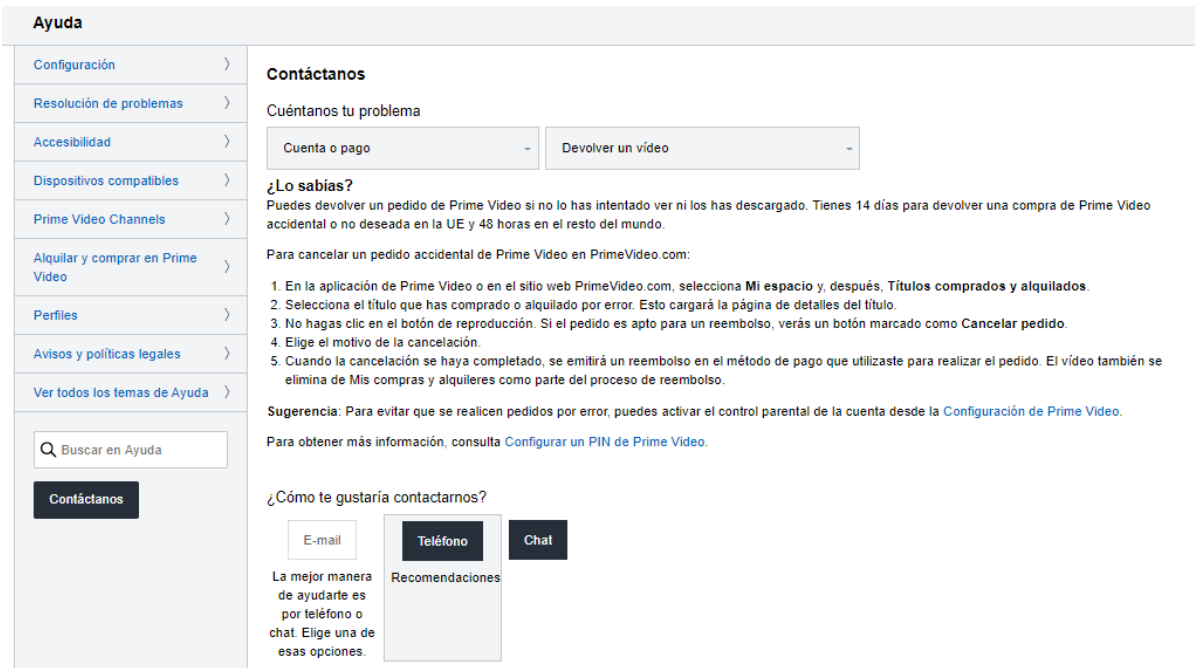 Ayuda
Configuración
Resolución de problemas
Accesibilidad
Dispositivos compatibles
Prime Video Channels
Alquilar y comprar en Prime
Video
Perfiles
Avisos y políticas legales
Ver todos los temas de Ayuda
Buscar en Ayuda
Contáctanos
Contáctanos
Cuéntanos tu problema
Cuenta o pago
Devolver un vídeo
¿Lo sabías?
Puedes devolver un pedido de Prime Video si no lo has intentado ver ni los has descargado. Tienes 14 días para devolver una compra de Prime Video
accidental o no deseada en la UE y 48 horas en el resto del mundo.
Para cancelar un pedido accidental de Prime Video en PrimeVideo.com:
1. En la aplicación de Prime Video o en el sitio web PrimeVideo.com, selecciona Mi espacio y, después, Títulos comprados y alquilados.
2. Selecciona el título que has comprado o alquilado por error. Esto cargará la página de detalles del título.
3. No hagas clic en el botón de reproducción. Si el pedido es apto para un reembolso, verás un botón marcado como Cancelar pedido.
4. Elige el motivo de la cancelación.
5. Cuando la cancelación se haya completado, se emitirá un reembolso en el método de pago que utilizaste para realizar el pedido. El vídeo también se
elimina de Mis compras y alquileres como parte del proceso de reembolso.
Sugerencia: Para evitar que se realicen pedidos por error, puedes activar el control parental de la cuenta desde la Configuración de Prime Video.
Para obtener más información, consulta Configurar un PIN de Prime Video.
¿Cómo te gustaría contactarnos?
E-mail
La mejor manera
de ayudarte es
por teléfono o
chat. Elige una de
esas opciones.
Teléfono
Recomendaciones
Chat